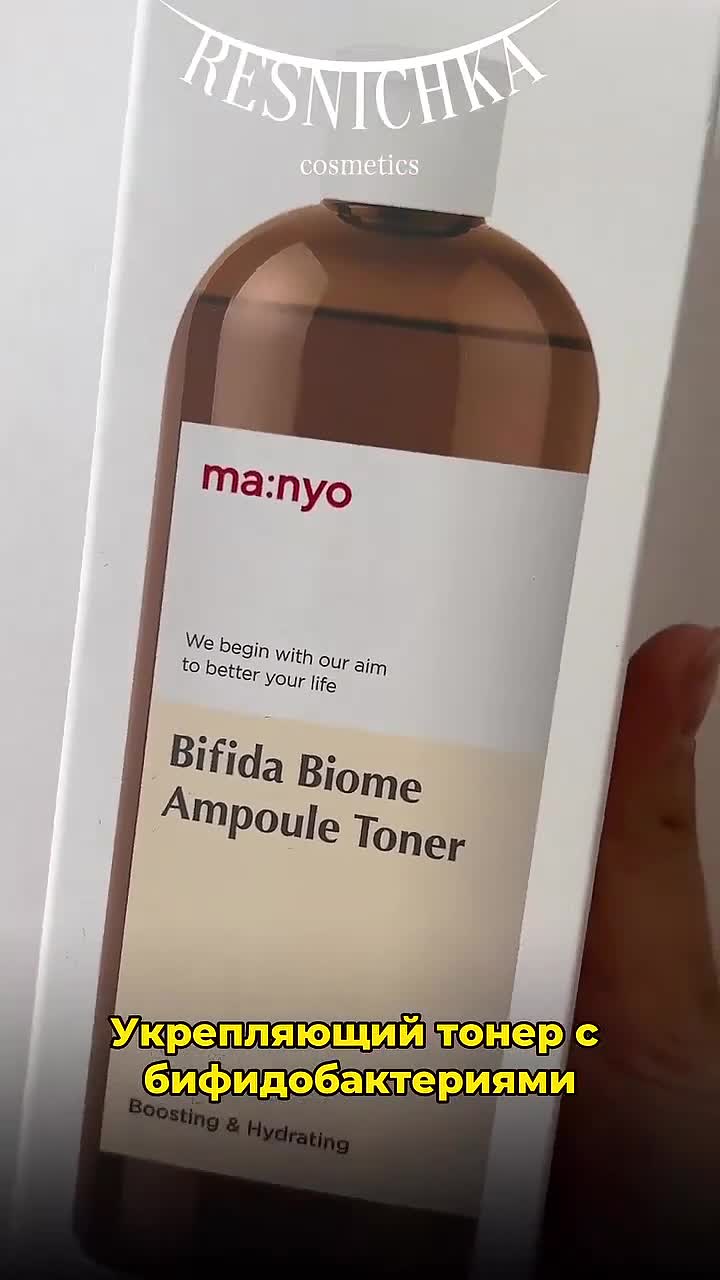 RESNICHKA
cosmetics
ma:nyo
We begin with our aim
to better your life
Bifida Biome
Ampoule Toner
Укрепляющий тонер с
бифидобактериями
Boosting & Hydrating